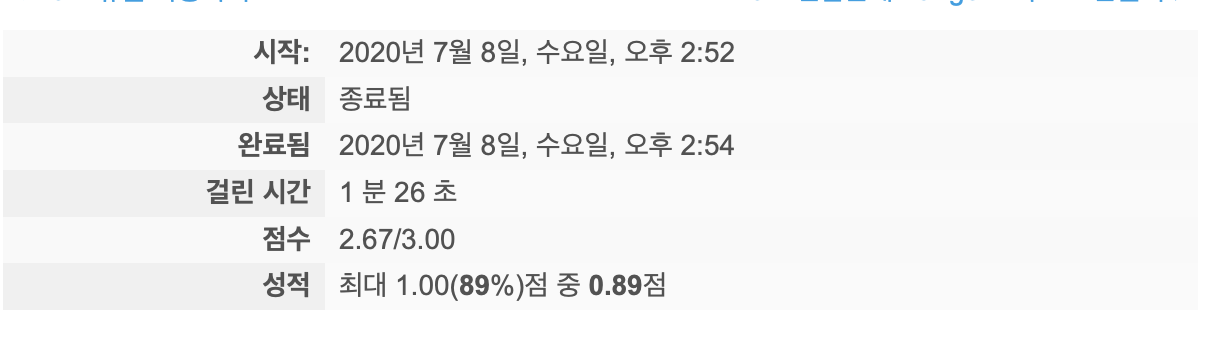 시작: 2020년 7월 8일, 수요일, 오후 2:52
상태 종료됨
완료됨 2020년 7월 8일, 수요일, 오후 2:54
걸린 시간 1 분 26 초
점수 2.67/3.00
성적 최대 1.00(89%)점 중 0.89점